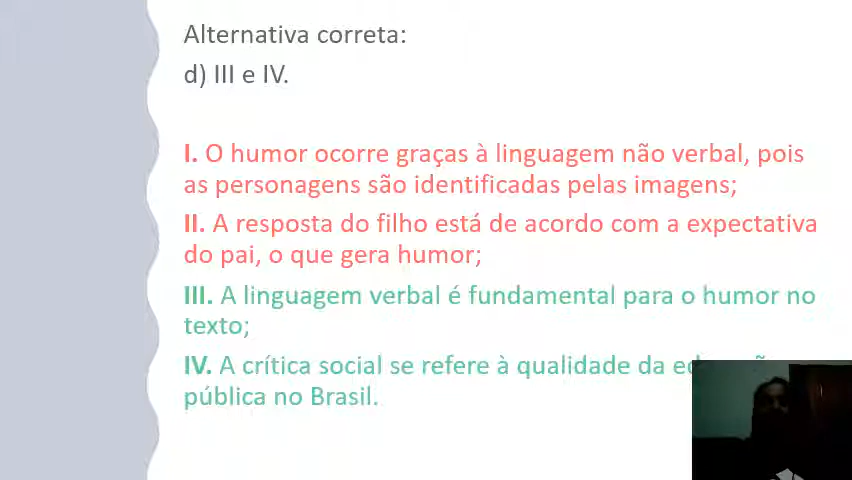 Alternativa correta:
d) III e IV.
I. O humor ocorre graças à linguagem não verbal, pois
as personagens são identificadas pelas imagens;
II. A resposta do filho está de acordo com a expectativa
do pai, o que gera humor;
III. A linguagem verbal é fundamental para o humor no
texto;
IV. A crítica social se refere à qualidade da
pública no Brasil.